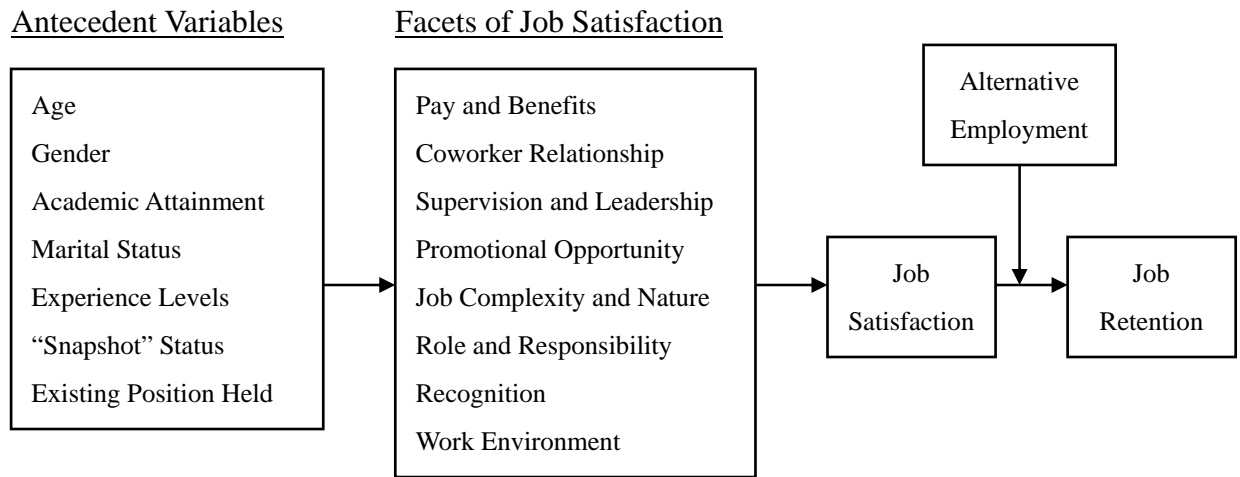 Antecedent Variables
Age
Gender
Academic Attainment
Marital Status
Experience Levels
“Snapshot” Status
Existing Position Held
Facets of Job Satisfaction
Pay and Benefits
Coworker Relationship
Supervision and Leadership
Promotional Opportunity
Job Complexity and Nature
Role and Responsibility
Recognition
Work Environment
Alternative
Employment
Job
Satisfaction
Job
Retention